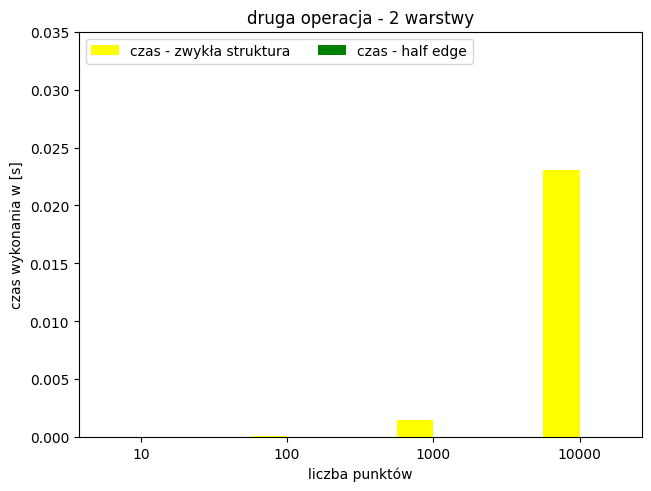 druga operacja - 2 warstwy
czas - zwykła struktura
czas - half edge
0.035
0.030
0.025
0.020
0.015
0.010
0.005
0.000
czas wykonania w [s]
10
100
1000
10000
liczba punktów